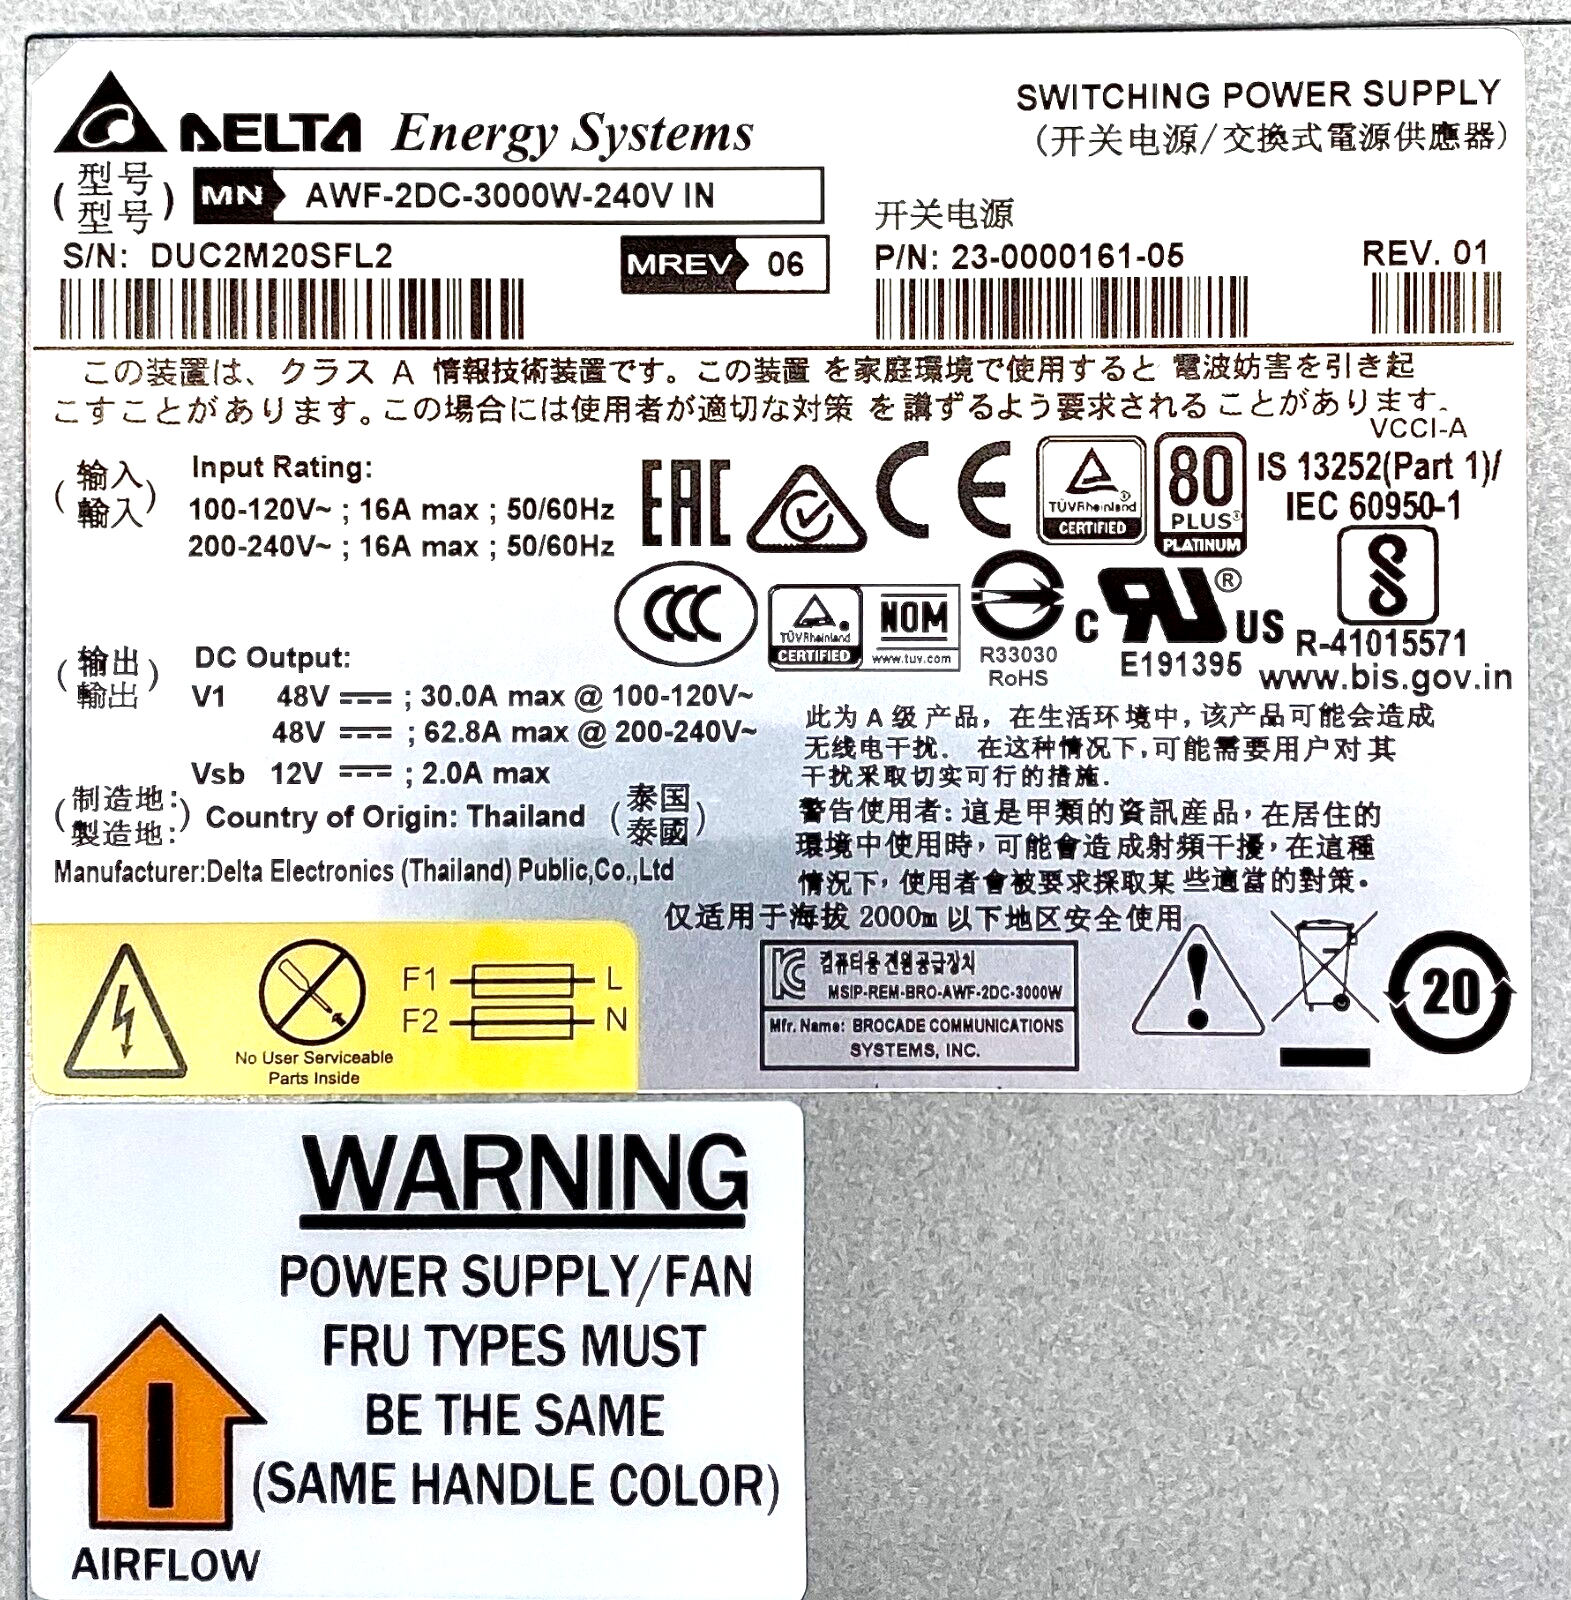 DELTA Energy Systems
SWITCHING POWER SUPPLY
(开关电源/交换式電源供應器)
(型号
型号)
MN AWF-2DC-3000W-240V IN
S/N: DUC2M20SFL2
MREV 06
开关电源
P/N: 23-0000161-05
REV. 01
この装置は、クラス A 情報技術装置です。この装置 を家庭環境で使用すると 電波妨害を引き起
こすことがあります。この場合には使用者が適切な対策 を講ずるよう要求されることがあります。
VCCI-A
(输入
輸入)
Input Rating:
100-120V~ ; 16A max ; 50/60Hz
200-240V~ ; 16A max ; 50/60Hz
EAC
CE
TÜVRheinland
CERTIFIED
80
PLUS®
PLATINUM
IS 13252(Part 1)/
IEC 60950-1
R-41015571
www.bis.gov.in
CCC
TÜVRheinland
CERTIFIED
NOM
www.tuv.com
R33030
RoHS
c UR® US
E191395
(输出
輸出)
DC Output:
V1 48V ⎓ ; 30.0A max @ 100-120V~
48V ⎓ ; 62.8A max @ 200-240V~
Vsb 12V ⎓ ; 2.0A max
(制造地:
製造地:)
Country of Origin: Thailand
(泰国
泰國)
Manufacturer:Delta Electronics (Thailand) Public,Co.,Ltd
此为 A 级 产品，在生活环境中,该产品可能会造成
无线电干扰．在这种情况下,可能需要用户对其
干扰采取切实可行的措施.
警告使用者:這是甲類的資訊産品,在居住的
環境中使用時,可能會造成射頻干擾,在這種
情況下,使用者會被要求採取某些適當的對策。
仅适用于海拔 2000m 以下地区安全使用
No User Serviceable
Parts Inside
F1 L
F2 N
컴퓨터용 전원공급장치
MSIP-REM-BRO-AWF-2DC-3000W
Mfr. Name: BROCADE COMMUNICATIONS
SYSTEMS, INC.
20
WARNING
POWER SUPPLY/FAN
FRU TYPES MUST
BE THE SAME
(SAME HANDLE COLOR)
AIRFLOW